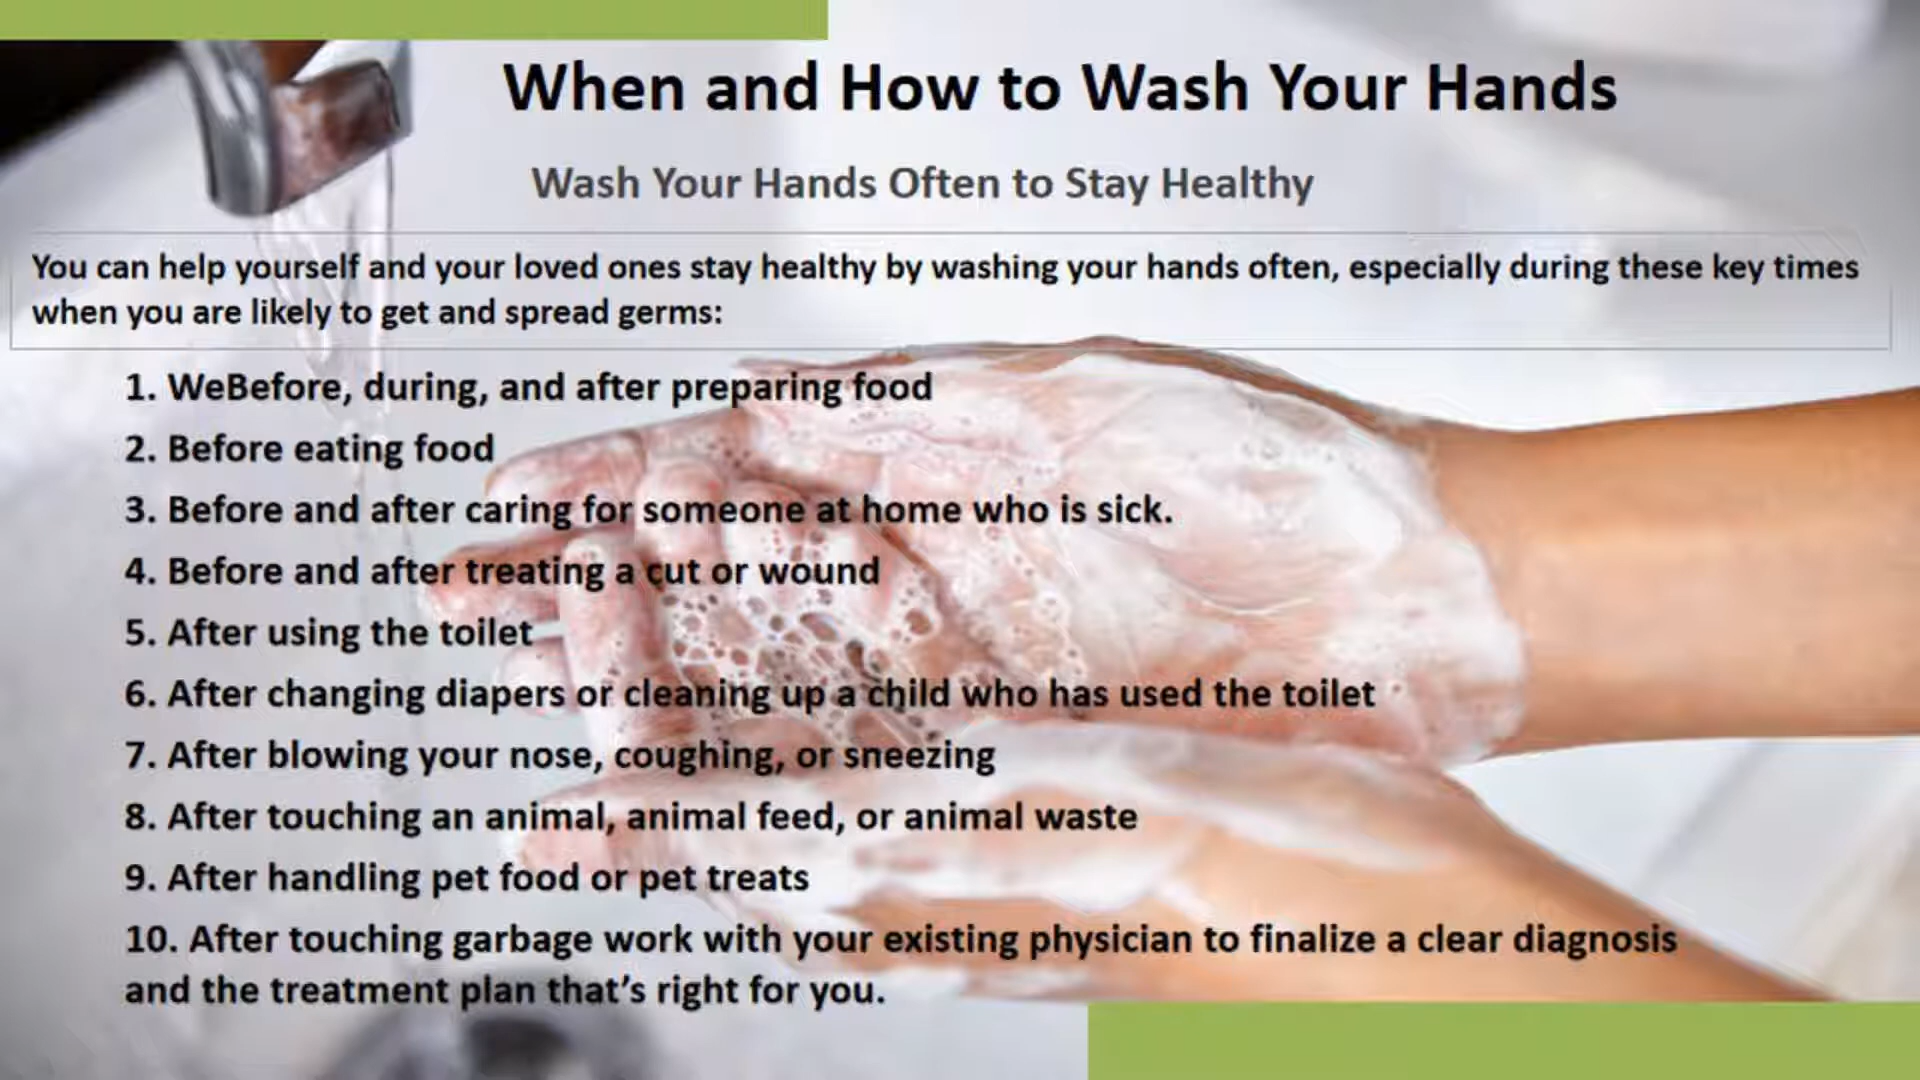 When and How to Wash Your Hands
Wash Your Hands Often to Stay Healthy
You can help yourself and your loved ones stay healthy by washing your hands often, especially during these key times
when you are likely to get and spread germs:
1. WeBefore, during, and after preparing food
2. Before eating food
3. Before and after caring for someone at home who is sick.
4. Before and after treating a cut or wound
5. After using the toilet
6. After changing diapers or cleaning up a child who has used the toilet
7. After blowing your nose, coughing, or sneezing
8. After touching an animal, animal feed, or animal waste
9. After handling pet food or pet treats
10. After touching garbage work with your existing physician to finalize a clear diagnosis
and the treatment plan that’s right for you.